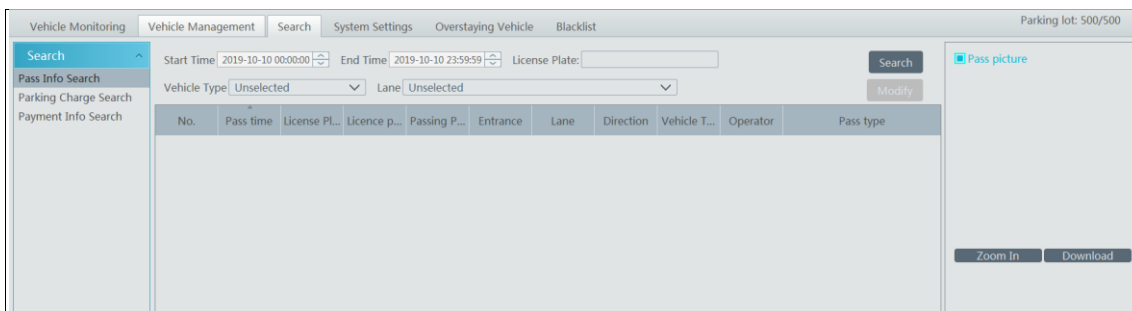 Vehicle Monitoring Vehicle Management Search System Settings Overstaying Vehicle Blacklist Parking lot: 500/500
Search
Pass Info Search
Parking Charge Search
Payment Info Search
Start Time 2019-10-10 00:00:00 End Time 2019-10-10 23:59:59 License Plate: Search
Vehicle Type Unselected Lane Unselected Modify
No. Pass time License Pl... Licence p... Passing P... Entrance Lane Direction Vehicle T... Operator Pass type
Pass picture
Zoom In Download